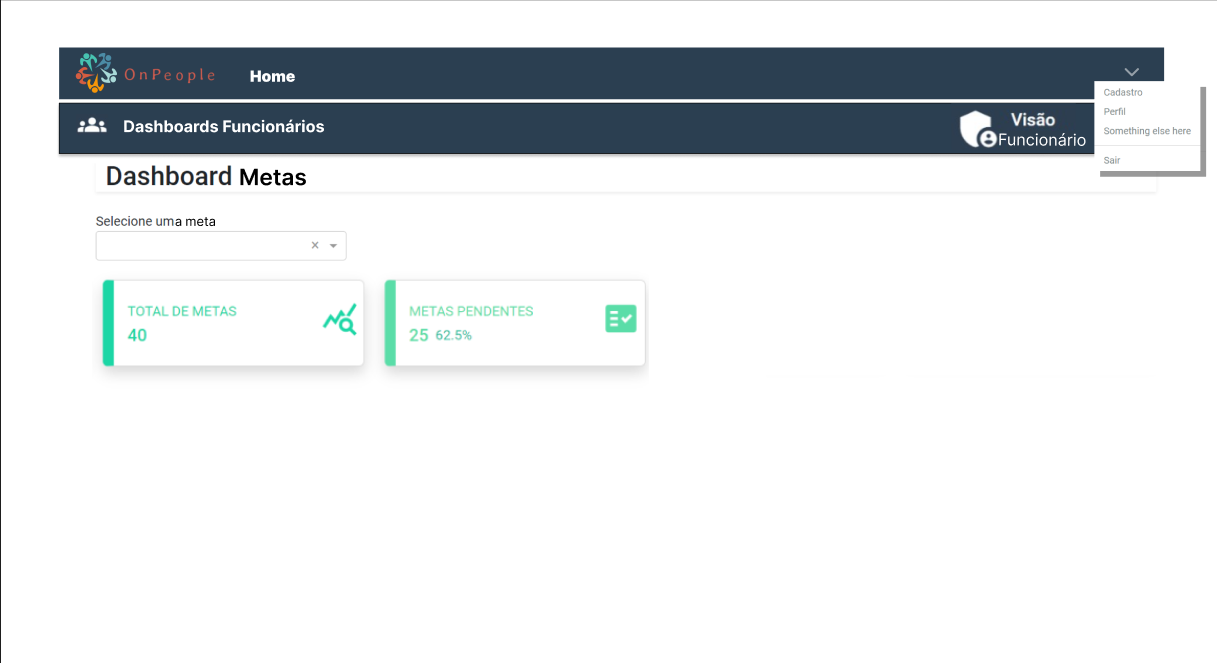 OnPeople
Home
Cadastro
Perfil
Something else here
Sair
Dashboards Funcionários
Visão
Funcionário
Dashboard Metas
Selecione uma meta
TOTAL DE METAS
40
METAS PENDENTES
25 62.5%